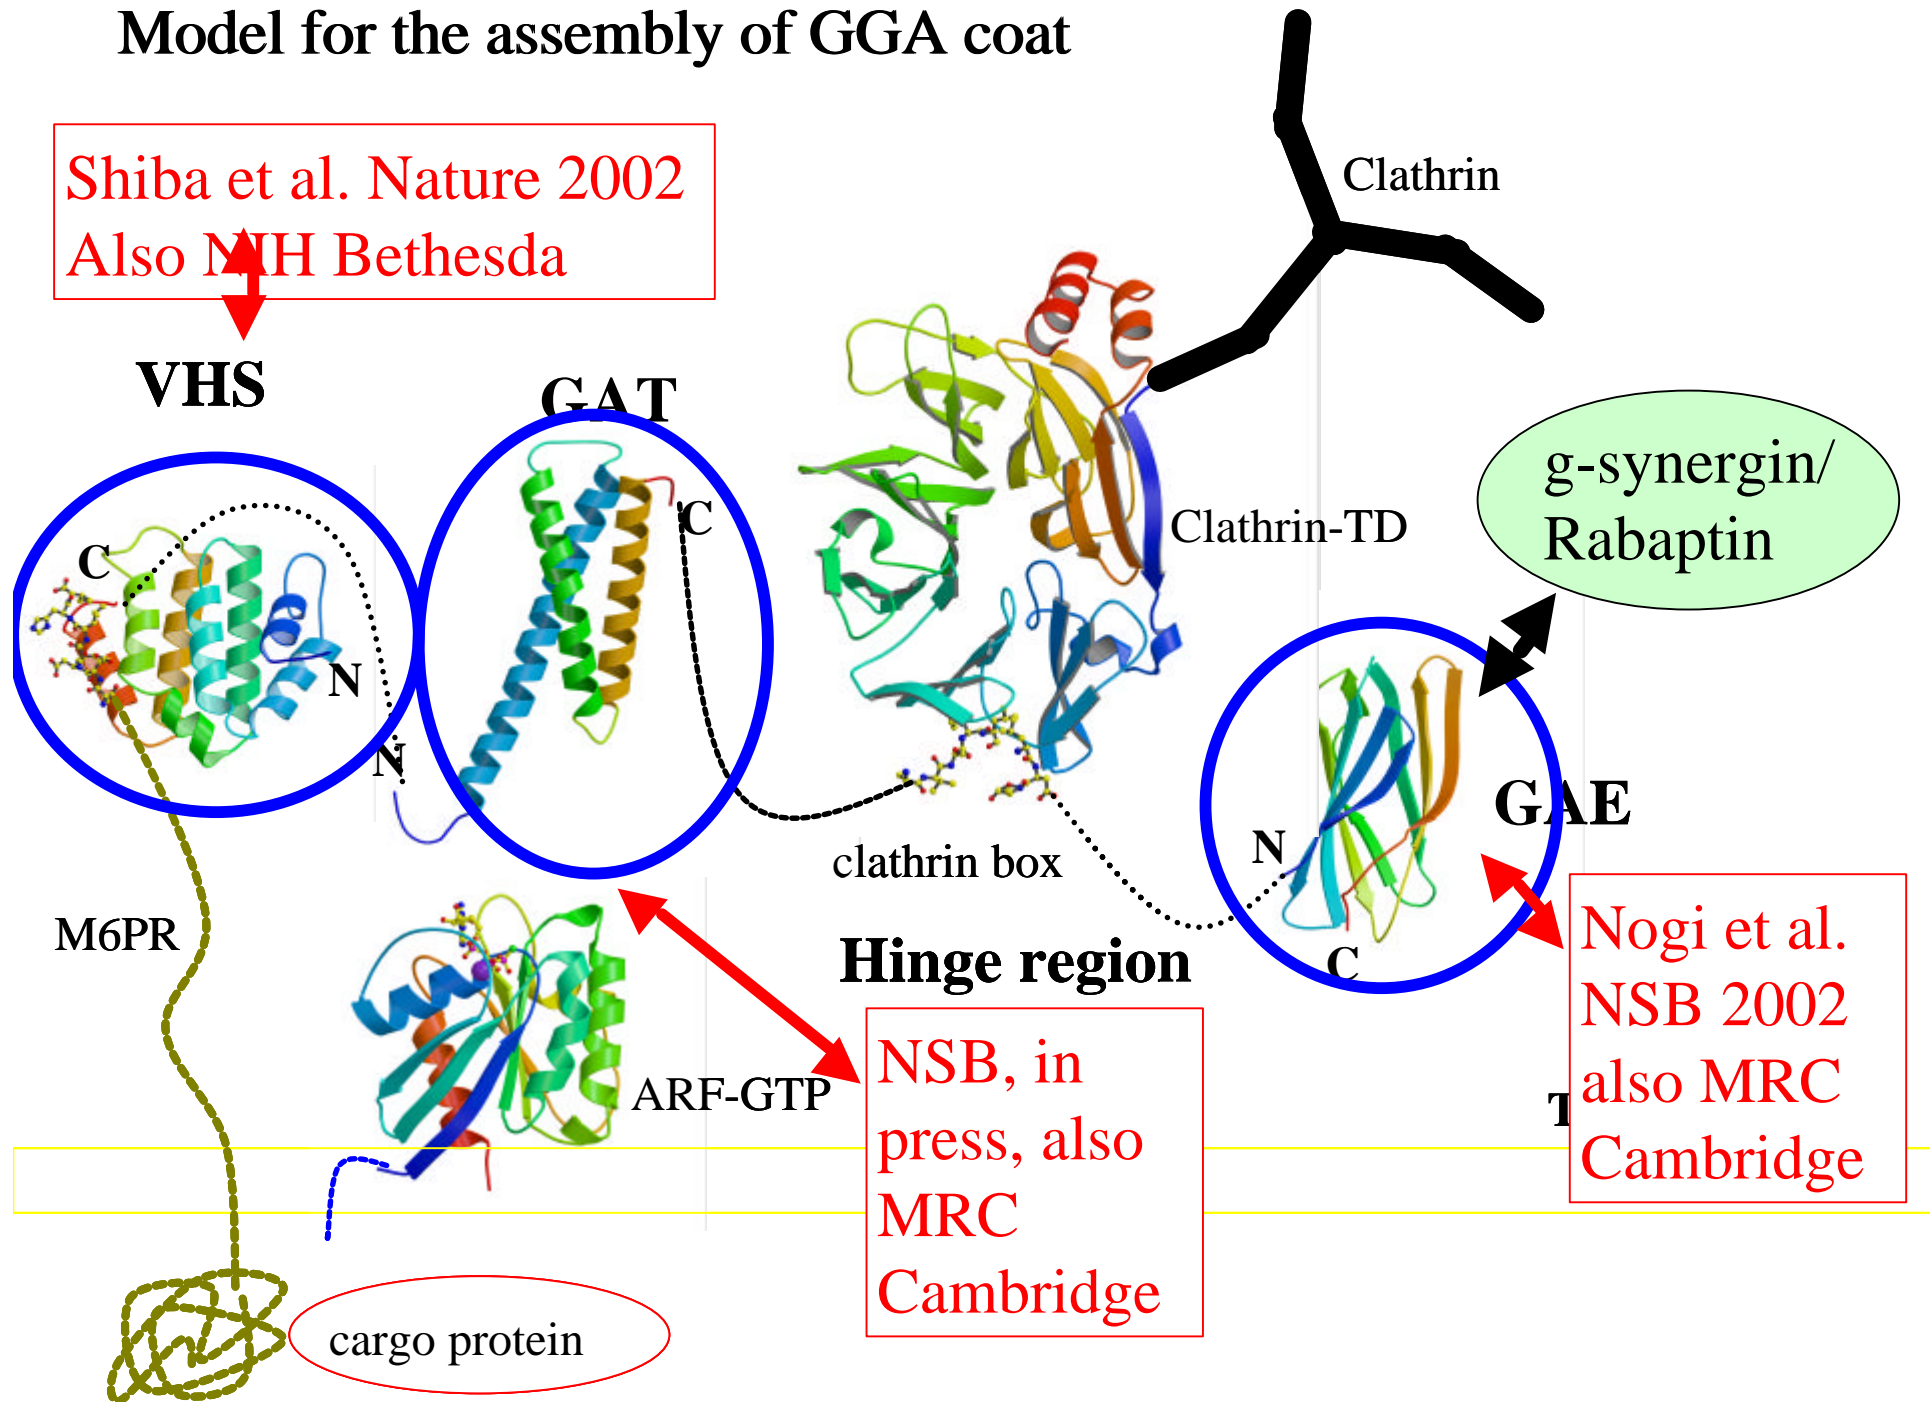 Model for the assembly of GGA coat
Shiba et al. Nature 2002
Also NIH Bethesda
Clathrin
VHS
GAT
g-synergin/
Rabaptin
C
C
Clathrin-TD
N
N
GAE
N
clathrin box
C
M6PR
Hinge region
Nogi et al.
NSB 2002
also MRC
Cambridge
NSB, in
press, also
MRC
Cambridge
ARF-GTP
T
cargo protein